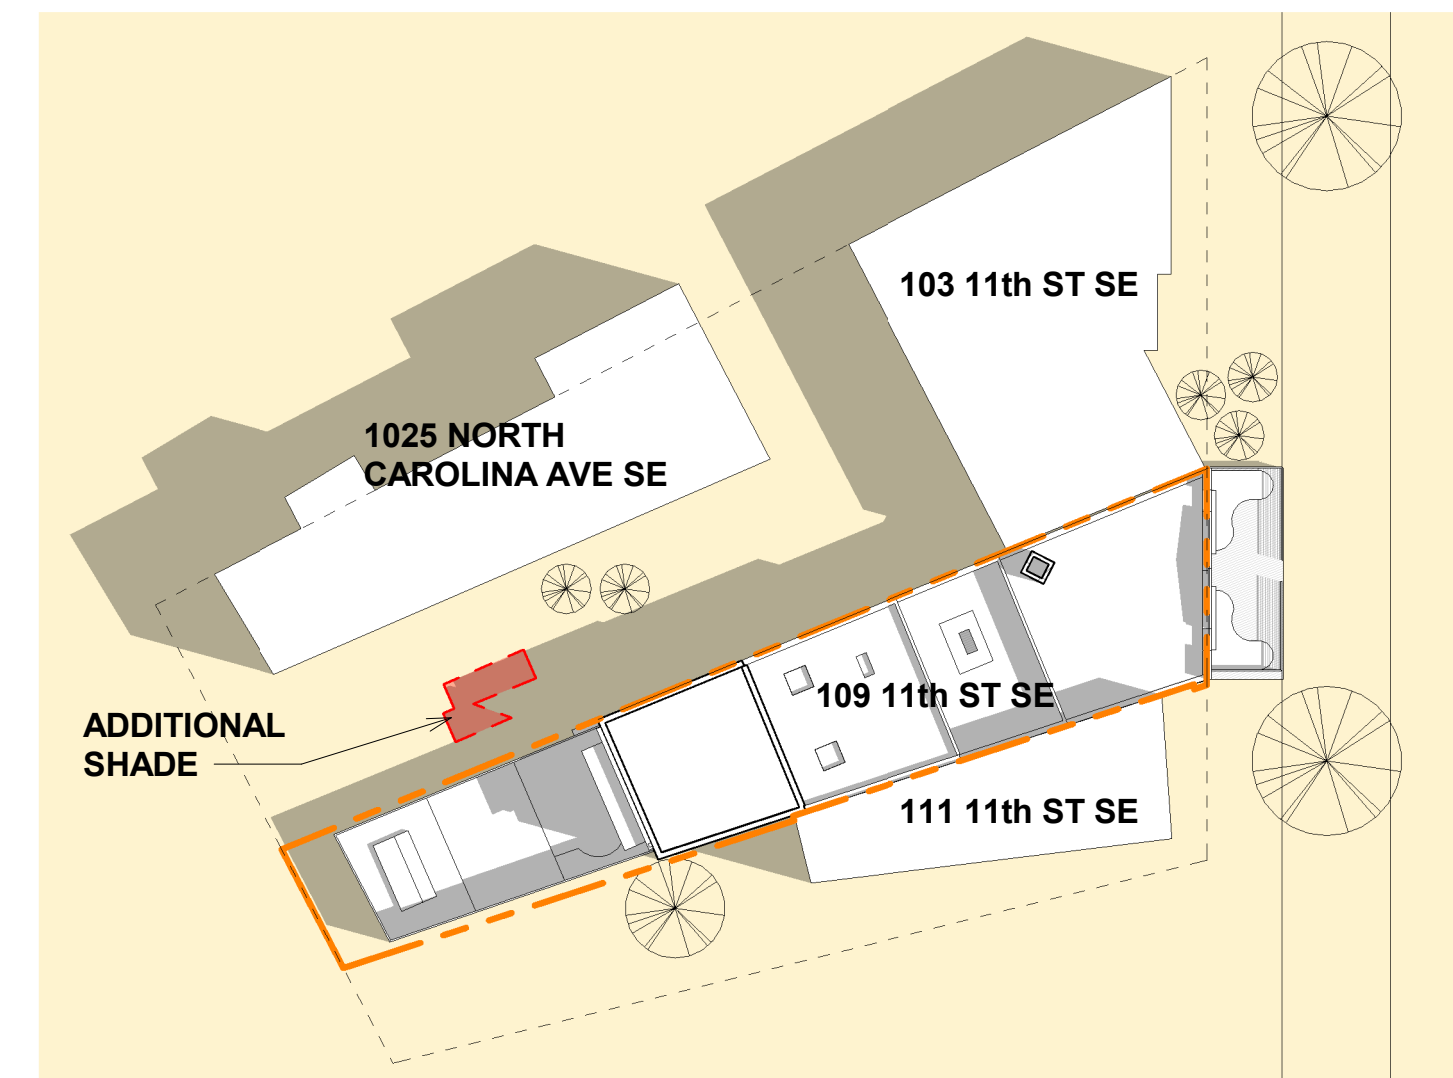 103 11th ST SE
1025 NORTH
CAROLINA AVE SE
109 11th ST SE
ADDITIONAL
SHADE
111 11th ST SE